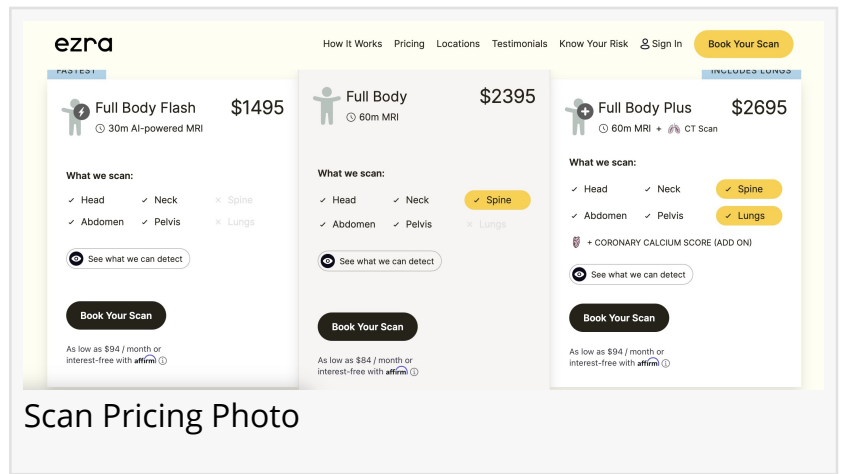 ezra
How It Works Pricing Locations Testimonials Know Your Risk Sign In Book Your Scan
FASTEST
Full Body Flash $1495
30m AI-powered MRI
What we scan:
Head Neck Spine
Abdomen Pelvis Lungs
See what we can detect
Book Your Scan
As low as $94 / month or
interest-free with affirm
Full Body $2395
60m MRI
What we scan:
Head Neck Spine
Abdomen Pelvis Lungs
See what we can detect
Book Your Scan
As low as $84 / month or
interest-free with affirm
INCLUDES LUNGS
Full Body Plus $2695
60m MRI + CT Scan
What we scan:
Head Neck Spine
Abdomen Pelvis Lungs
+ CORONARY CALCIUM SCORE (ADD ON)
See what we can detect
Book Your Scan
As low as $94 / month or
interest-free with affirm
Scan Pricing Photo